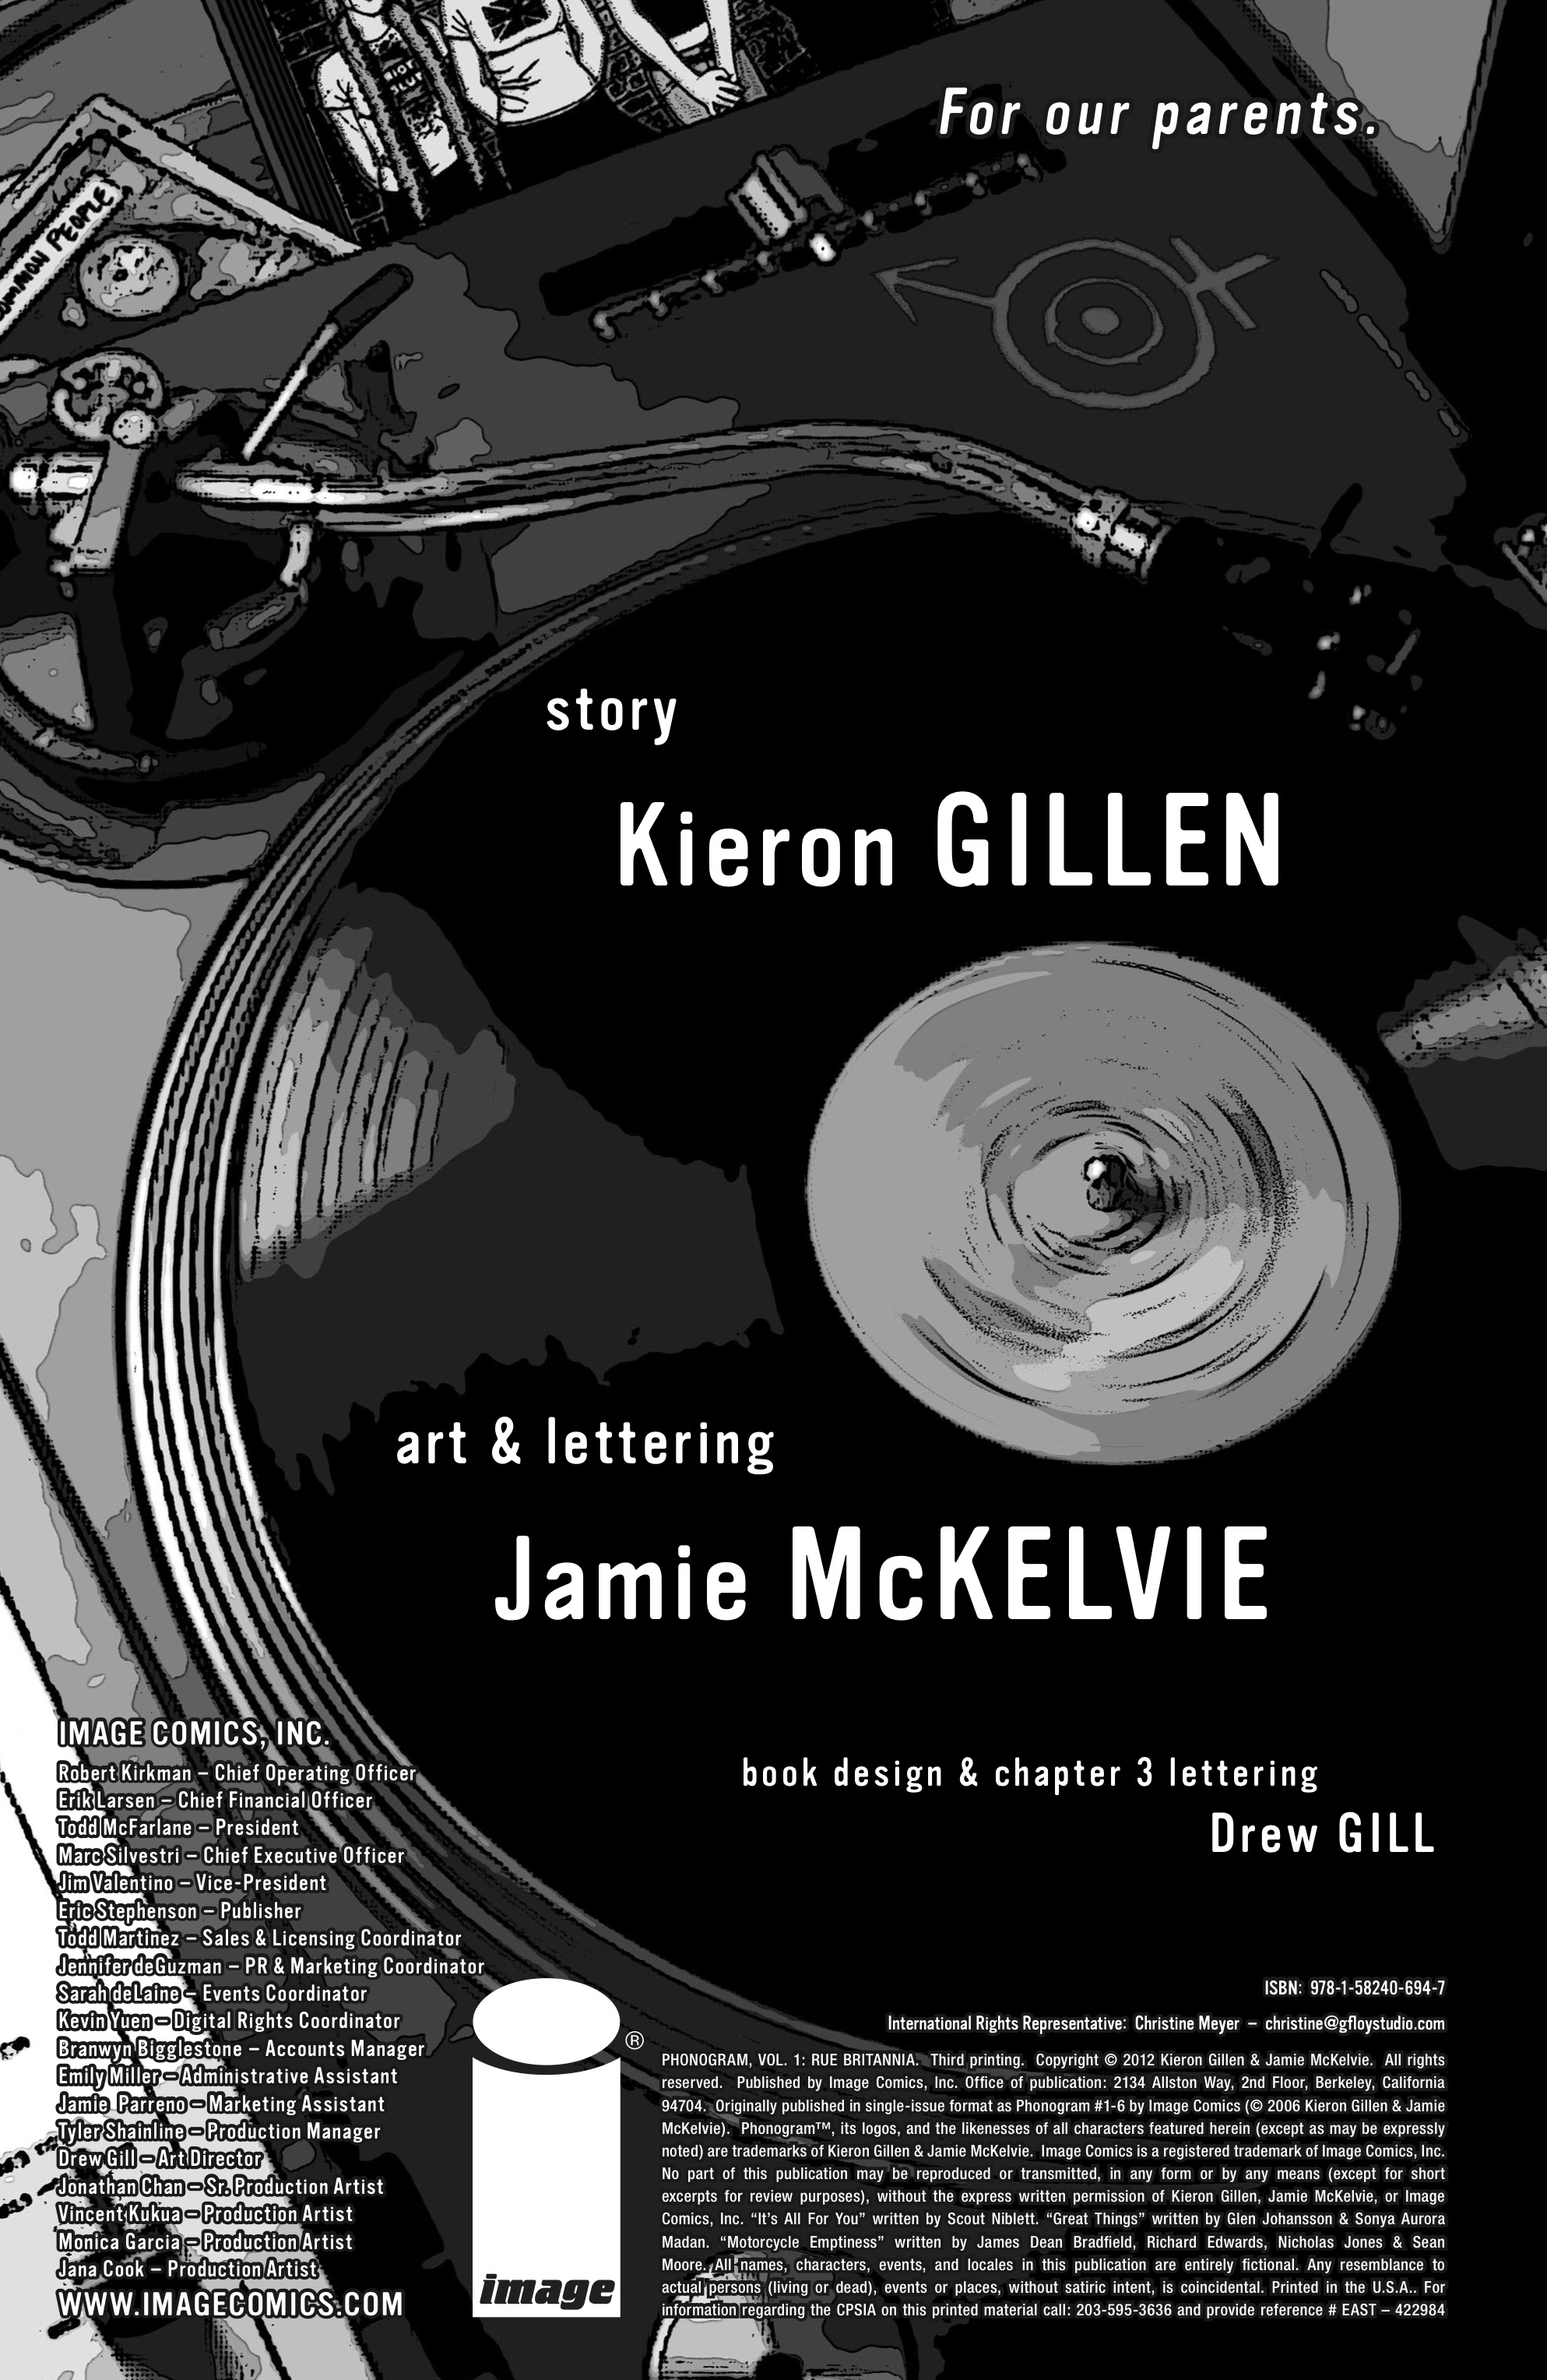 For our parents.
COMMON PEOPLE
story
Kieron GILLEN
art & lettering
Jamie McKELVIE
book design & chapter 3 lettering
Drew GILL
IMAGE COMICS, INC.
Robert Kirkman – Chief Operating Officer
Erik Larsen – Chief Financial Officer
Todd McFarlane – President
Marc Silvestri – Chief Executive Officer
Jim Valentino – Vice-President
Eric Stephenson – Publisher
Todd Martinez – Sales & Licensing Coordinator
Jennifer deGuzman – PR & Marketing Coordinator
Sarah deLaine – Events Coordinator
Kevin Yuen – Digital Rights Coordinator
Branwyn Bigglestone – Accounts Manager
Emily Miller – Administrative Assistant
Jamie Parreno – Marketing Assistant
Tyler Shainline – Production Manager
Drew Gill – Art Director
Jonathan Chan – Sr. Production Artist
Vincent Kukua – Production Artist
Monica Garcia – Production Artist
Jana Cook – Production Artist
WWW.IMAGECOMICS.COM
®
image
ISBN: 978-1-58240-694-7
International Rights Representative: Christine Meyer – christine@gfloystudio.com
PHONOGRAM, VOL. 1: RUE BRITANNIA. Third printing. Copyright © 2012 Kieron Gillen & Jamie McKelvie. All rights
reserved. Published by Image Comics, Inc. Office of publication: 2134 Allston Way, 2nd Floor, Berkeley, California
94704. Originally published in single-issue format as Phonogram #1-6 by Image Comics (© 2006 Kieron Gillen & Jamie
McKelvie). Phonogram™, its logos, and the likenesses of all characters featured herein (except as may be expressly
noted) are trademarks of Kieron Gillen & Jamie McKelvie. Image Comics is a registered trademark of Image Comics, Inc.
No part of this publication may be reproduced or transmitted, in any form or by any means (except for short
excerpts for review purposes), without the express written permission of Kieron Gillen, Jamie McKelvie, or Image
Comics, Inc. “It’s All For You” written by Scout Niblett. “Great Things” written by Glen Johansson & Sonya Aurora
Madan. “Motorcycle Emptiness” written by James Dean Bradfield, Richard Edwards, Nicholas Jones & Sean
Moore. All names, characters, events, and locales in this publication are entirely fictional. Any resemblance to
actual persons (living or dead), events or places, without satiric intent, is coincidental. Printed in the U.S.A.. For
information regarding the CPSIA on this printed material call: 203-595-3636 and provide reference # EAST – 422984